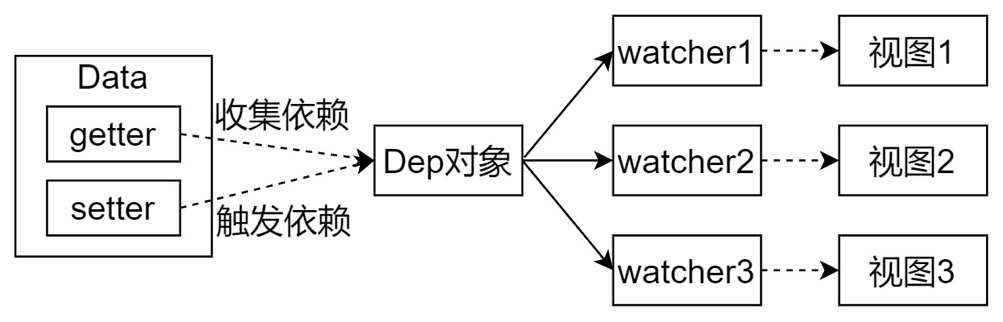 Data
getter
setter
收集依赖
触发依赖
Dep对象
watcher1
视图1
watcher2
视图2
watcher3
视图3